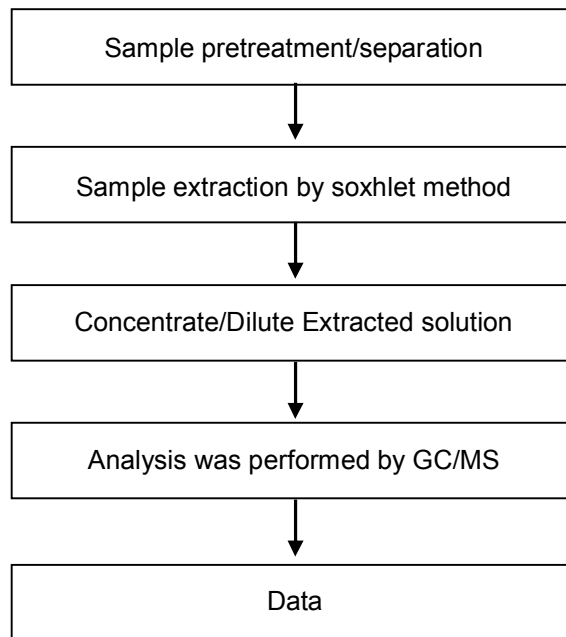 Sample pretreatment/separation
Sample extraction by soxhlet method
Concentrate/Dilute Extracted solution
Analysis was performed by GC/MS
Data